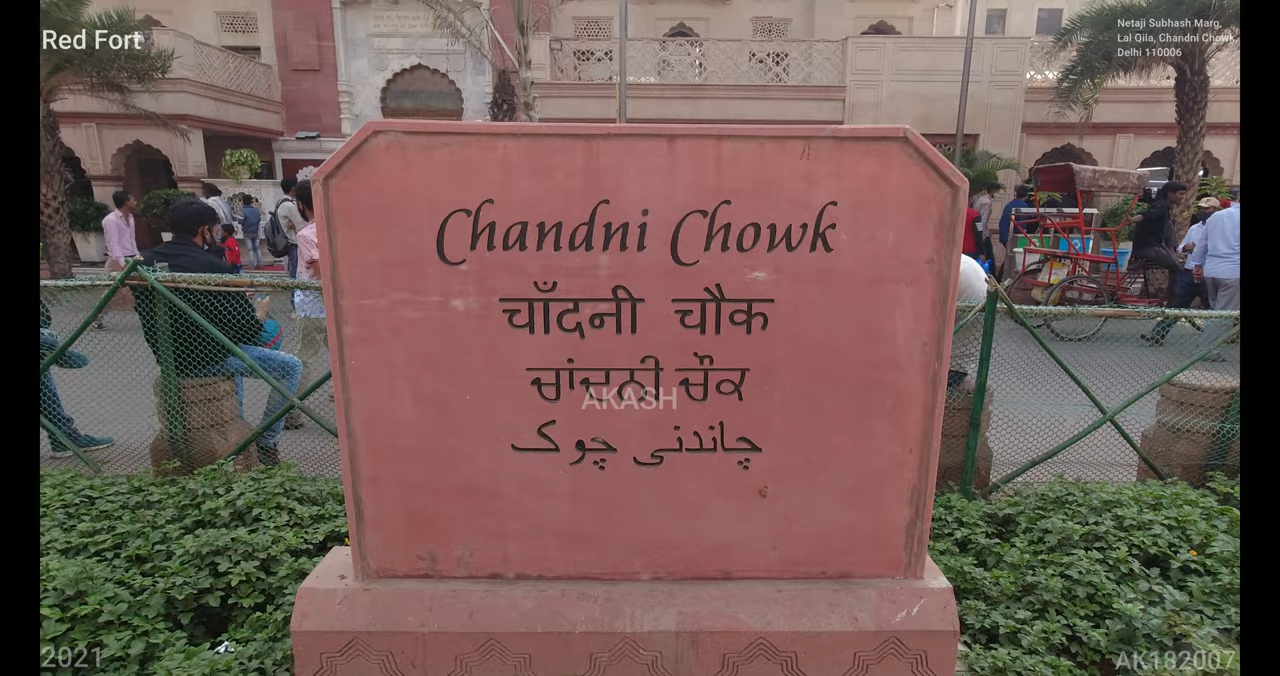 Red Fort
Netaji Subhash Marg,
Lal Qila, Chandni Chowk,
Delhi 110006
Chandni Chowk
चाँदनी चौक
ਚਾਂਦਨੀ ਚੌਕ
AKASH
چاندنی چوک
2021
AK182007